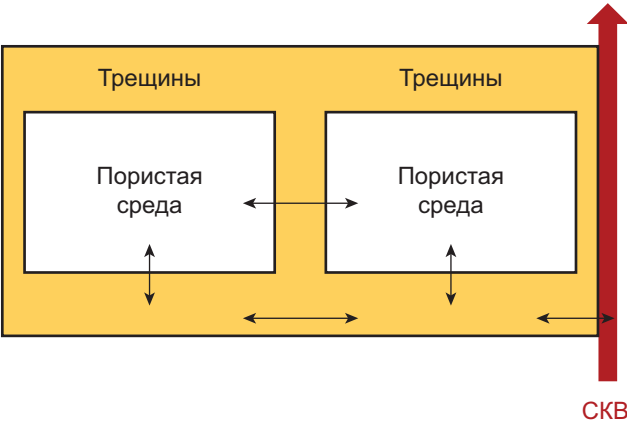 Трещины
Трещины
Пористая
среда
Пористая
среда
СКВ